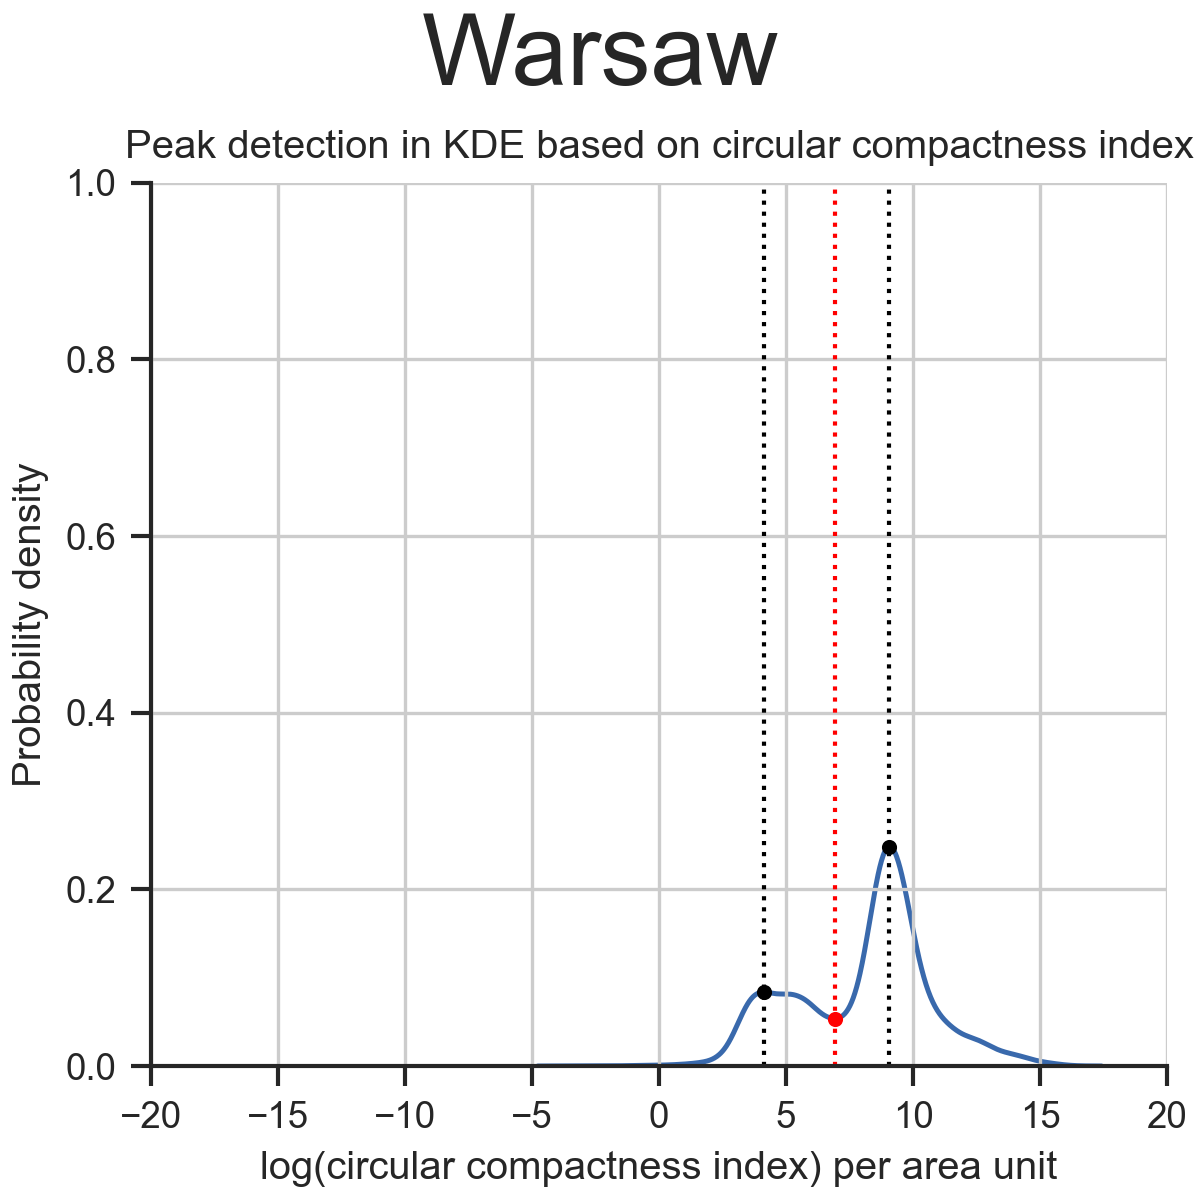 Warsaw
Peak detection in KDE based on circular compactness index
1.0
0.8
0.6
0.4
0.2
0.0
Probability density
−20 −15 −10 −5 0 5 10 15 20
log(circular compactness index) per area unit